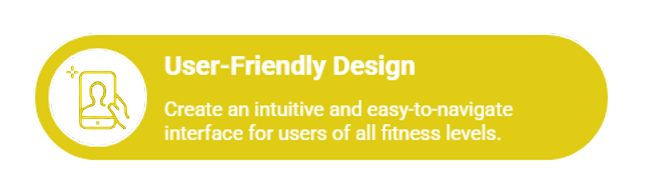 User-Friendly Design
Create an intuitive and easy-to-navigate
interface for users of all fitness levels.